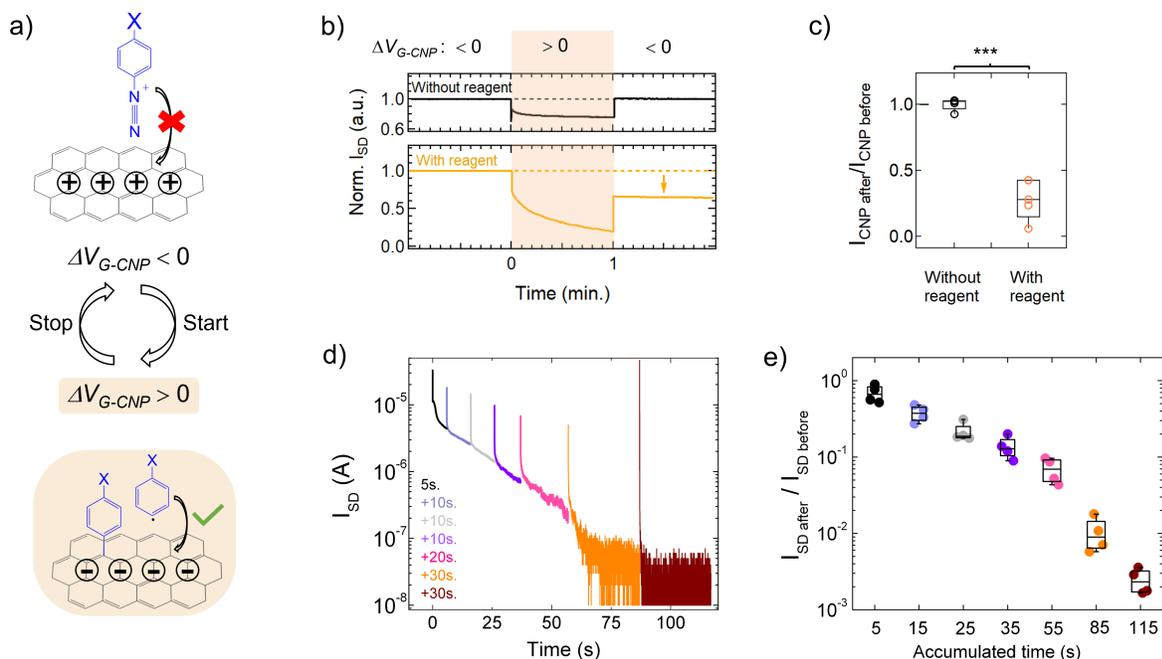 a)
X
N+
N
ΔV_G-CNP < 0
Stop
Start
ΔV_G-CNP > 0
X
X
b)
ΔV_G-CNP: < 0 > 0 < 0
Without reagent
1.0
0.6
With reagent
1.0
0.5
0.0
Norm. I_SD (a.u.)
0 1
Time (min.)
c)
***
1.0
0.5
0.0
I_CNP after/I_CNP before
Without
reagent
With
reagent
d)
10^-5
10^-6
10^-7
10^-8
I_SD (A)
5s.
+10s.
+10s.
+10s.
+20s.
+30s.
+30s.
0 25 50 75 100
Time (s)
e)
10^0
10^-1
10^-2
10^-3
I_SD after / I_SD before
5 15 25 35 55 85 115
Accumulated time (s)